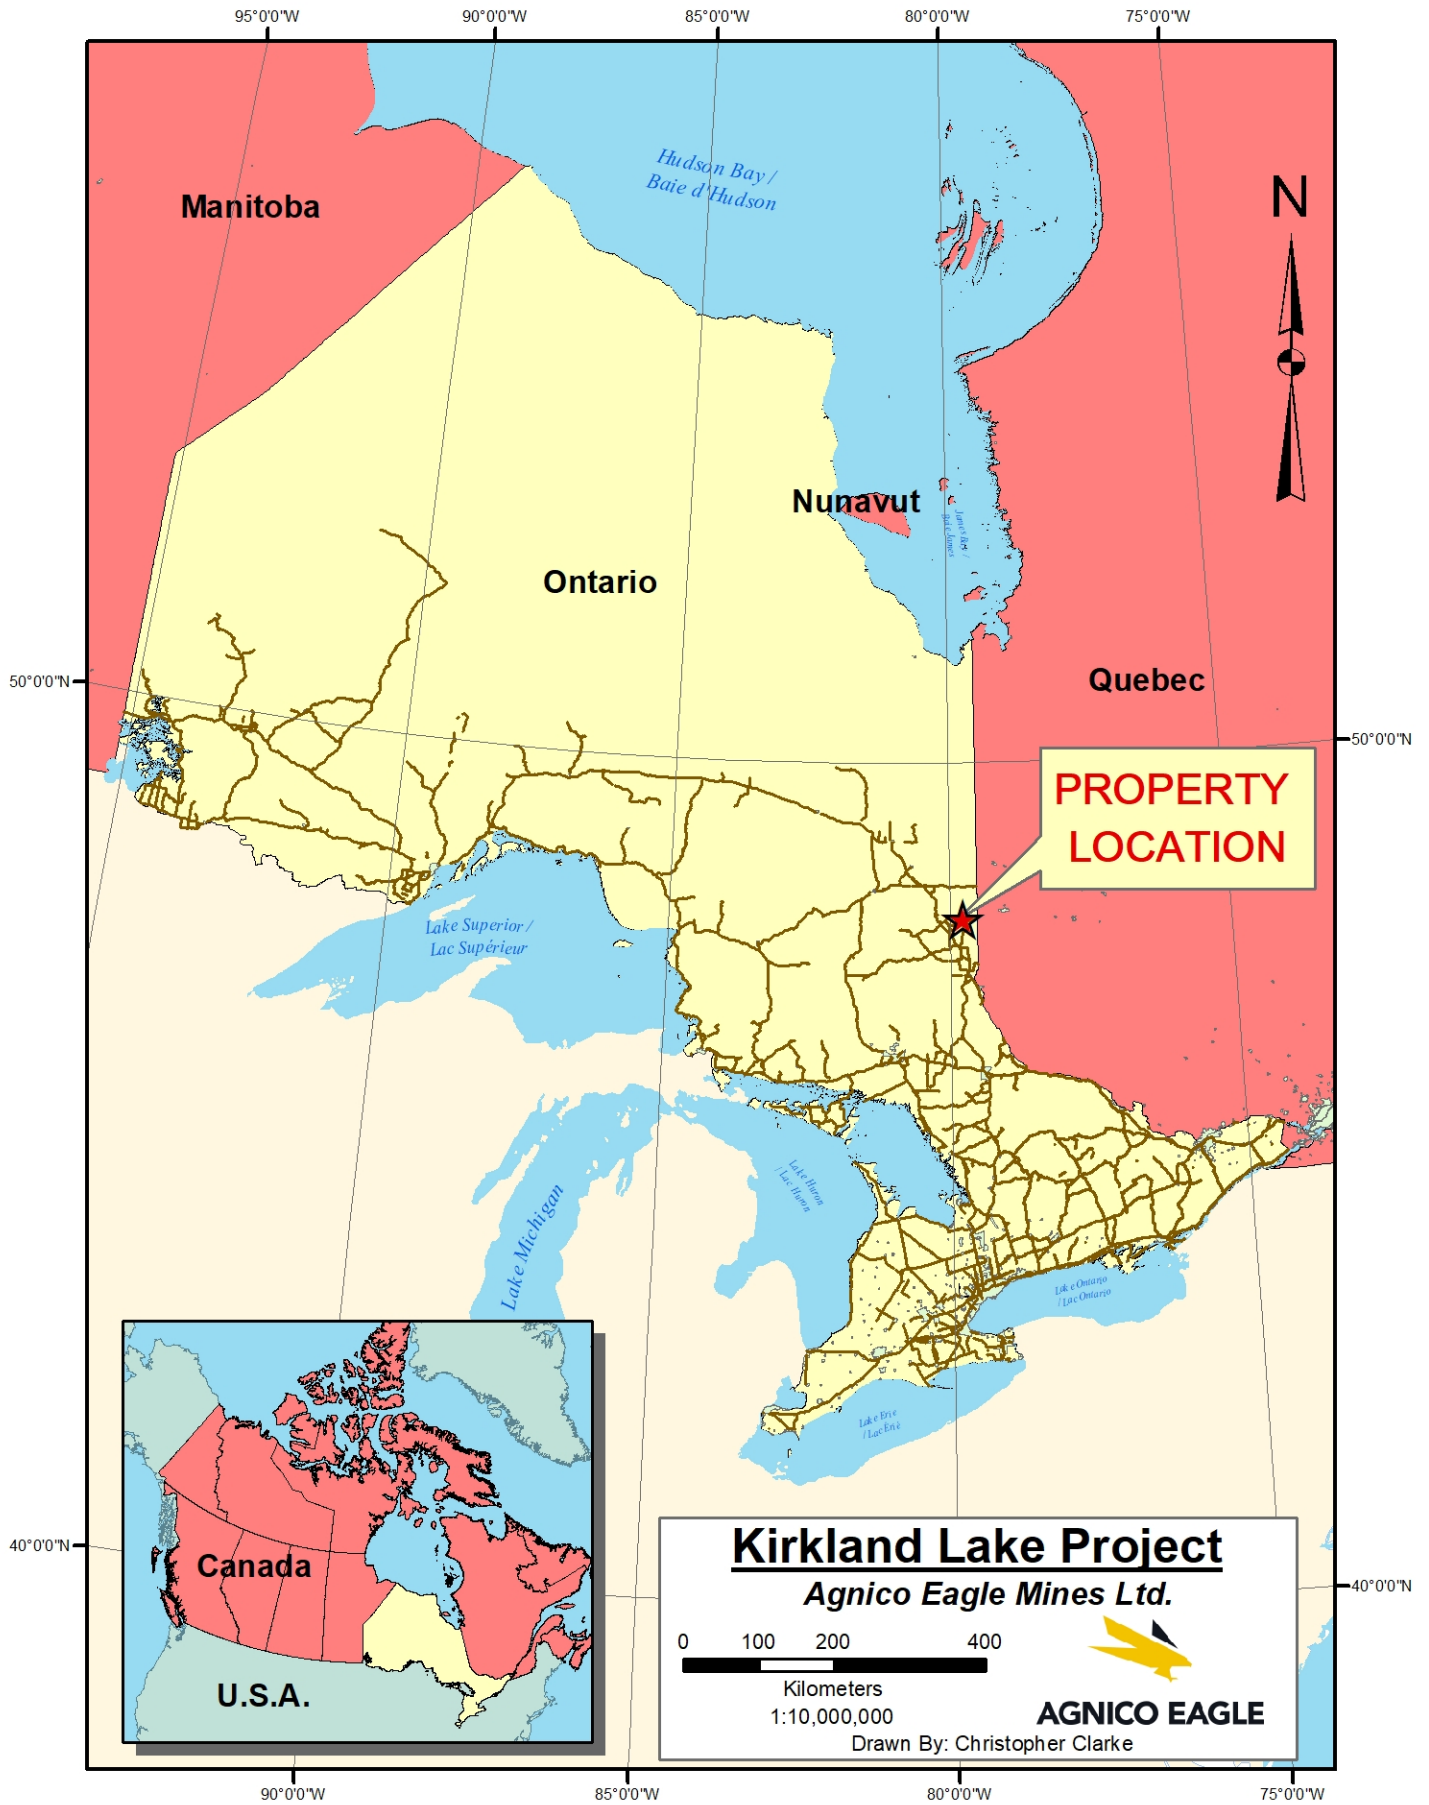 95°0'0"W 90°0'0"W 85°0'0"W 80°0'0"W 75°0'0"W
Hudson Bay /
Baie d'Hudson
N
Manitoba
Nunavut
James Bay /
Baie James
Ontario
50°0'0"N
Quebec
50°0'0"N
PROPERTY
LOCATION
Lake Superior /
Lac Supérieur
Lake Huron
/ Lac Huron
Lake Michigan
Lake Ontario
/ Lac Ontario
Lake Erie
/ Lac Érié
Canada
U.S.A.
40°0'0"N
Kirkland Lake Project
Agnico Eagle Mines Ltd.
0 100 200 400
Kilometers
1:10,000,000
AGNICO EAGLE
Drawn By: Christopher Clarke
40°0'0"N
90°0'0"W 85°0'0"W 80°0'0"W 75°0'0"W